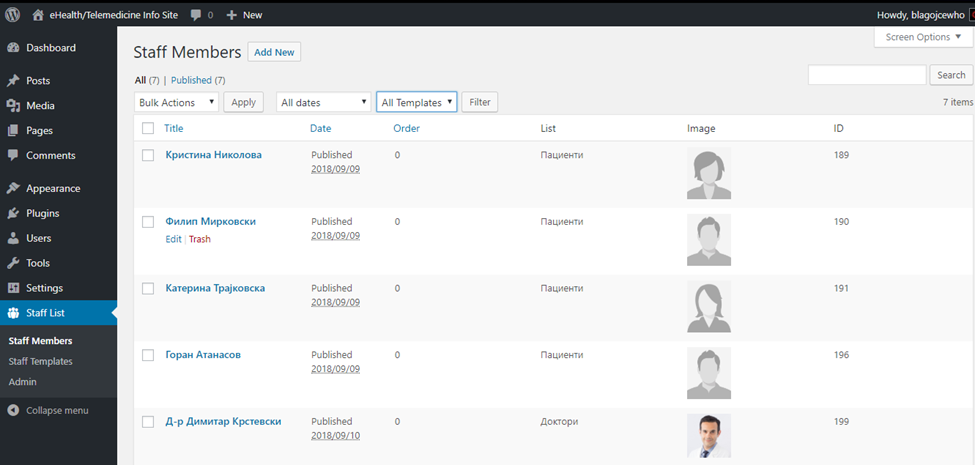 eHealth/Telemedicine Info Site 0 New Howdy, blagojcewho
Dashboard
Posts
Media
Pages
Comments
Appearance
Plugins
Users
Tools
Settings
Staff List
Staff Members
Staff Templates
Admin
Collapse menu
Screen Options
Staff Members Add New
All (7) | Published (7)
Search
Bulk Actions Apply All dates All Templates Filter 7 items
Title Date Order List Image ID
Кристина Николова Published 0 Пациенти 189
2018/09/09
Филип Мирковски Published 0 Пациенти 190
2018/09/09
Edit | Trash
Катерина Трајковска Published 0 Пациенти 191
2018/09/09
Горан Атанасов Published 0 Пациенти 196
2018/09/09
Д-р Димитар Крстевски Published 0 Доктори 199
2018/09/10